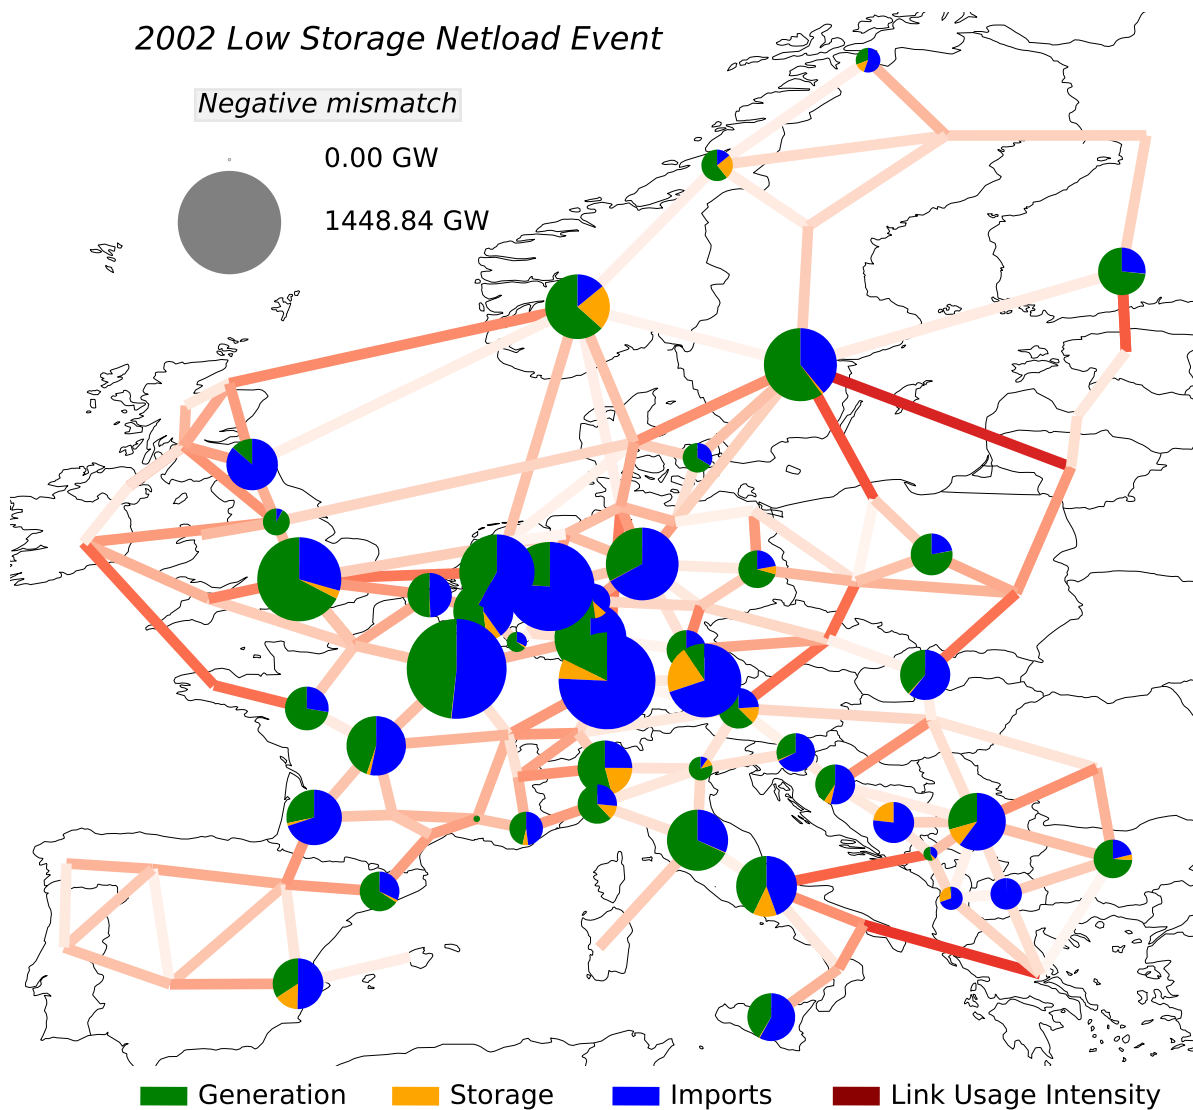 2002 Low Storage Netload Event
Negative mismatch
0.00 GW
1448.84 GW
Generation
Storage
Imports
Link Usage Intensity